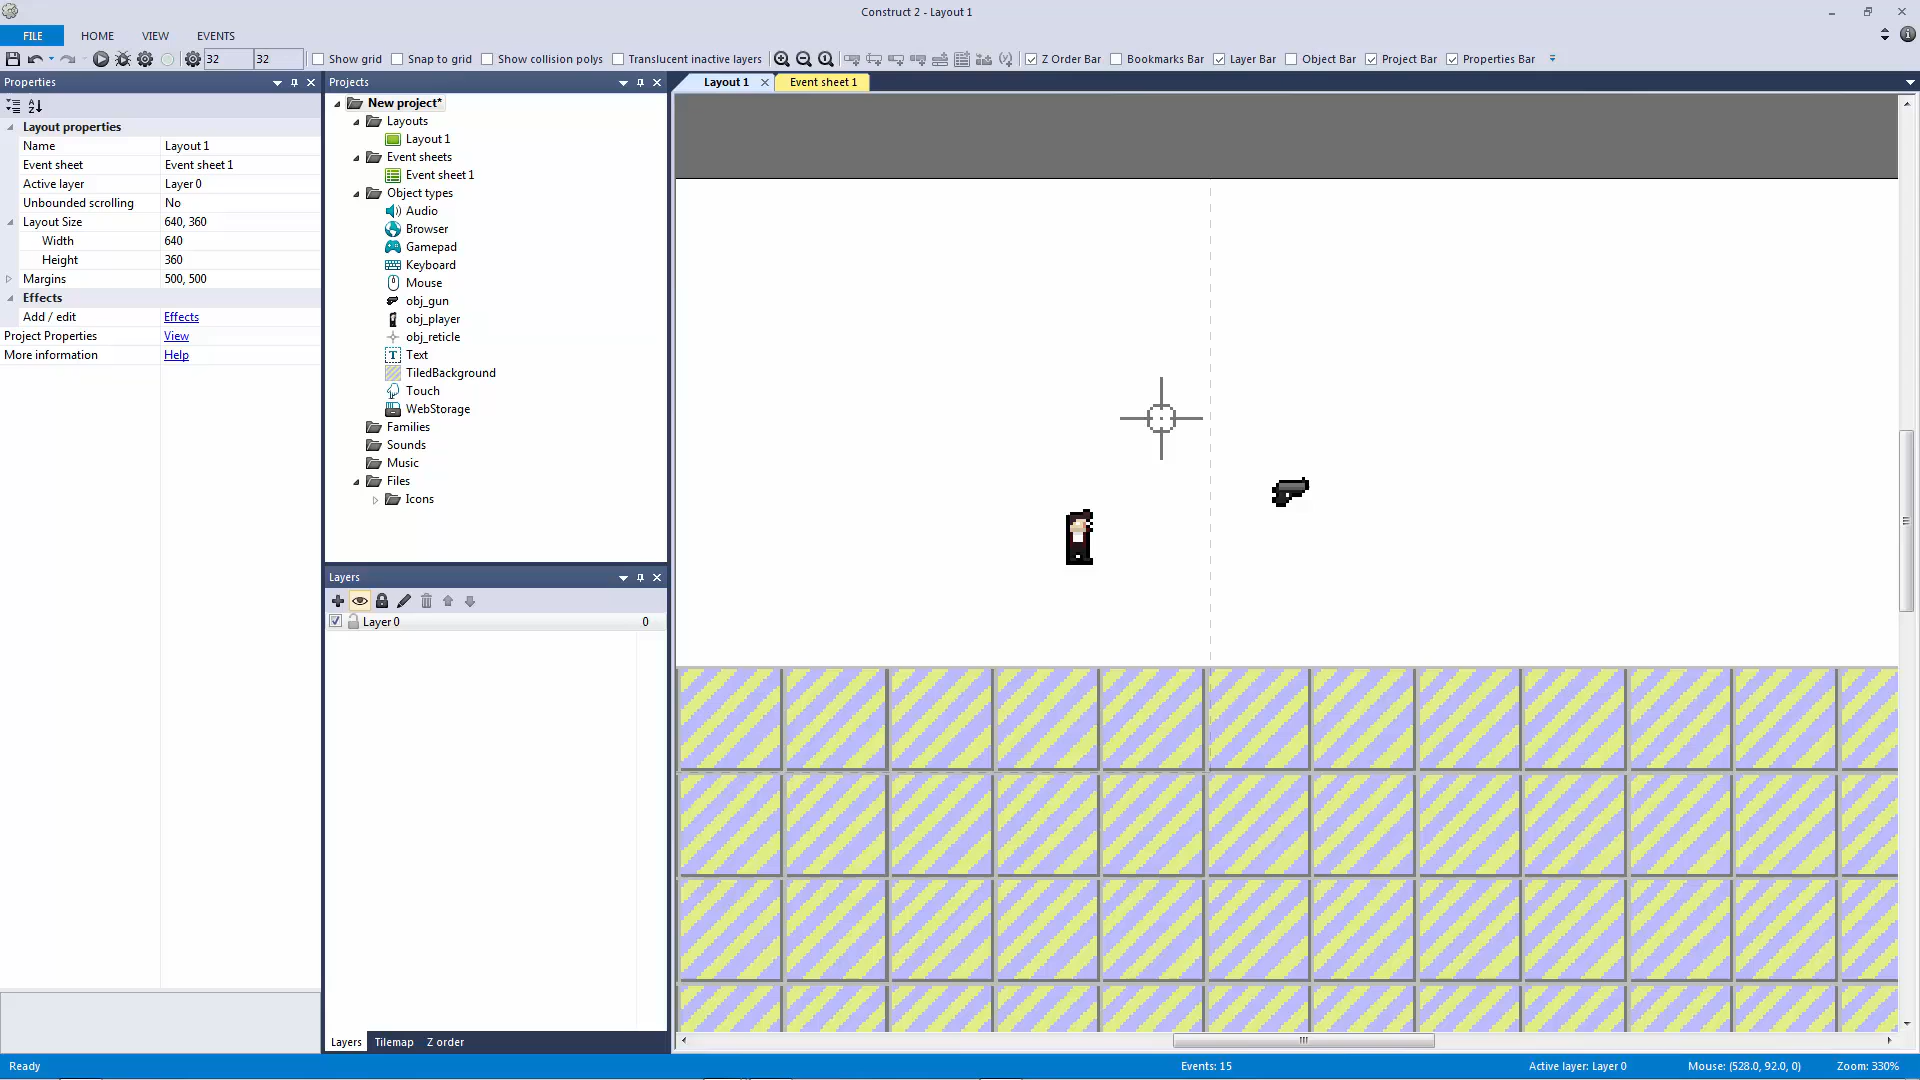 Construct 2 - Layout 1
FILE HOME VIEW EVENTS
32 32 Show grid Snap to grid Show collision polys Translucent inactive layers Z Order Bar Bookmarks Bar Layer Bar Object Bar Project Bar Properties Bar
Properties
Layout properties
Name Layout 1
Event sheet Event sheet 1
Active layer Layer 0
Unbounded scrolling No
Layout Size 640, 360
Width 640
Height 360
Margins 500, 500
Effects
Add / edit Effects
Project Properties View
More information Help
Projects
New project*
Layouts
Layout 1
Event sheets
Event sheet 1
Object types
Audio
Browser
Gamepad
Keyboard
Mouse
obj_gun
obj_player
obj_reticle
Text
TiledBackground
Touch
WebStorage
Families
Sounds
Music
Files
Icons
Layers
Layer 0 0
Layers Tilemap Z order
Layout 1 Event sheet 1
Ready Events: 15 Active layer: Layer 0 Mouse: (528.0, 92.0, 0) Zoom: 330%